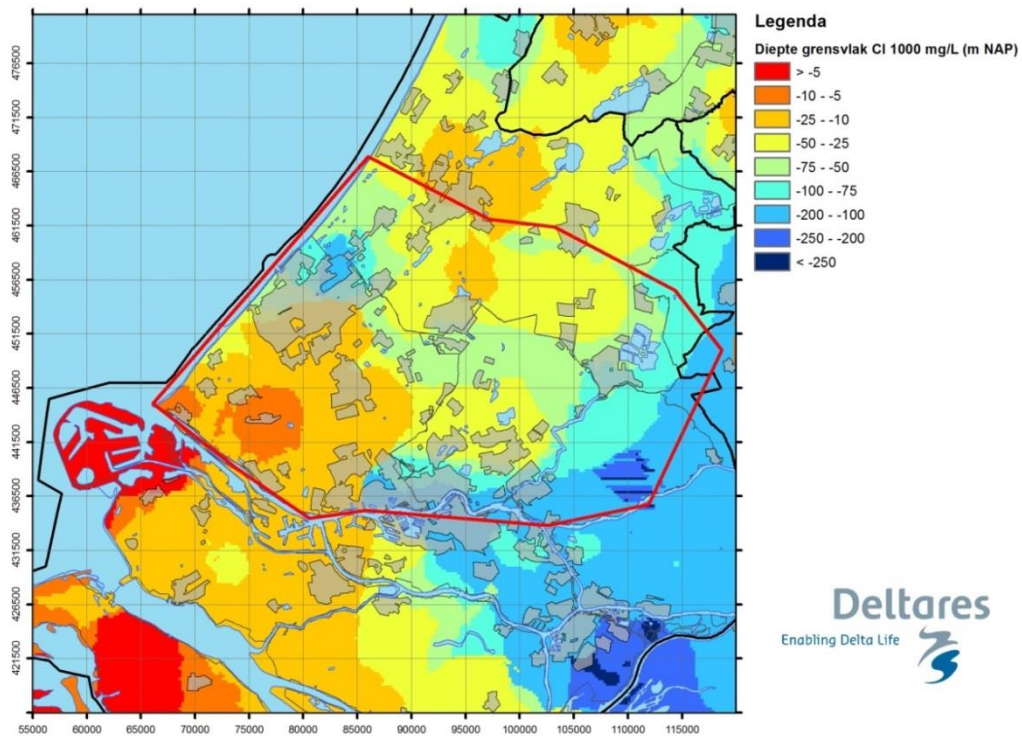 Legenda
Diepte grensvlak Cl 1000 mg/L (m NAP)
> -5
-10 - -5
-25 - -10
-50 - -25
-75 - -50
-100 - -75
-200 - -100
-250 - -200
< -250
476500
471500
466500
461500
456500
451500
446500
441500
436500
431500
426500
421500
55000 60000 65000 70000 75000 80000 85000 90000 95000 100000 105000 110000 115000
Deltares
Enabling Delta Life